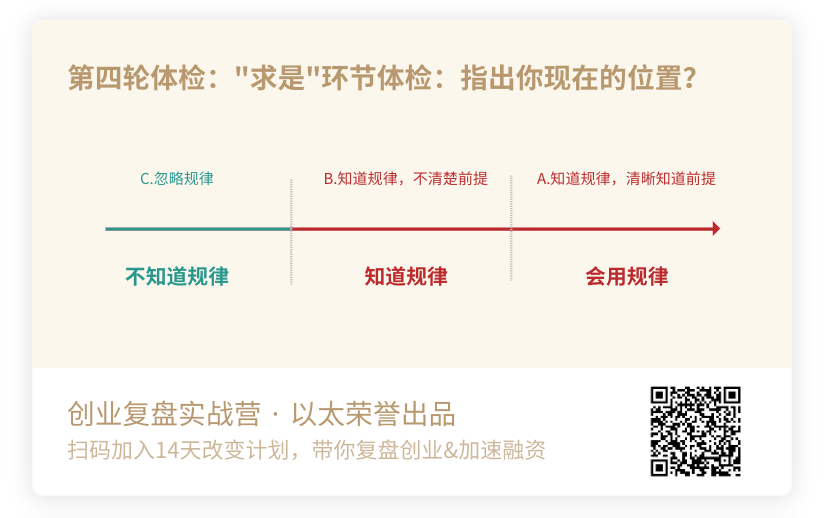 第四轮体检："求是"环节体检：指出你现在的位置？
C.忽略规律
B.知道规律，不清楚前提
A.知道规律，清晰知道前提
不知道规律
知道规律
会用规律
创业复盘实战营 · 以太荣誉出品
扫码加入14天改变计划，带你复盘创业&加速融资